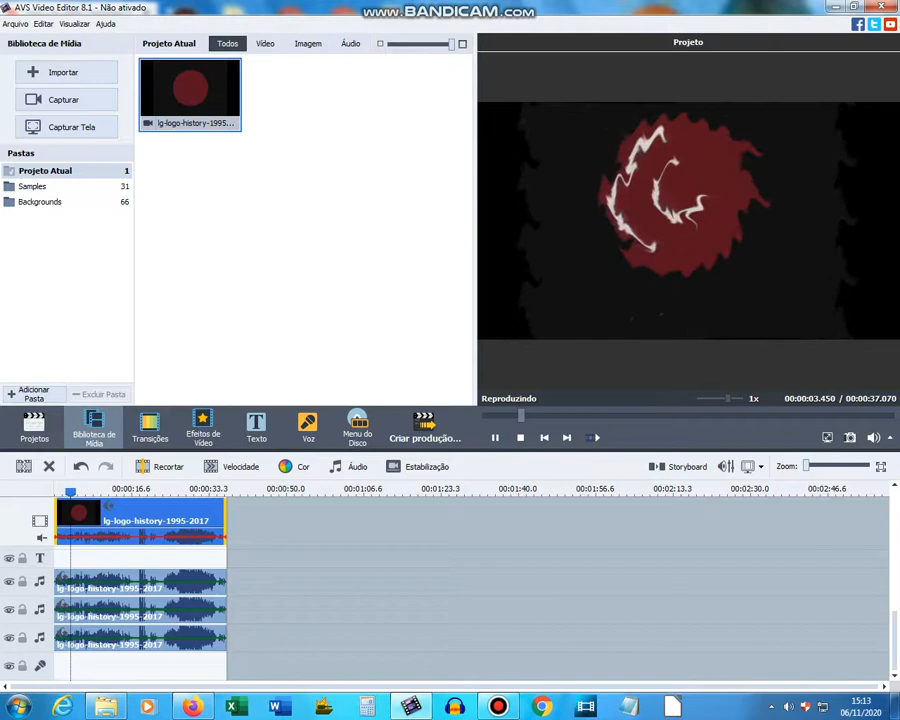 AVS Video Editor 8.1 - Não ativado
www.BANDICAM.com
Arquivo Editar Visualizar Ajuda
Biblioteca de Mídia
Projeto Atual Todos Vídeo Imagem Áudio
Projeto
Importar
Capturar
Capturar Tela
lg-logo-history-1995...
Pastas
Projeto Atual 1
Samples 31
Backgrounds 66
Adicionar Pasta
Excluir Pasta
Reproduzindo 1x 00:00:03.450 / 00:00:37.070
Projetos
Biblioteca de Mídia
Transições
Efeitos de Vídeo
Texto
Voz
Menu do Disco
Criar produção...
Recortar Velocidade Cor Áudio Estabilização Storyboard Zoom:
00:00:16.6 00:00:33.3 00:00:50.0 00:01:06.6 00:01:23.3 00:01:40.0 00:01:56.6 00:02:13.3 00:02:30.0 00:02:46.6
lg-logo-history-1995-2017
T
lg-logo-history-1995-2017
lg-logo-history-1995-2017
lg-logo-history-1995-2017
15:13
06/11/2020